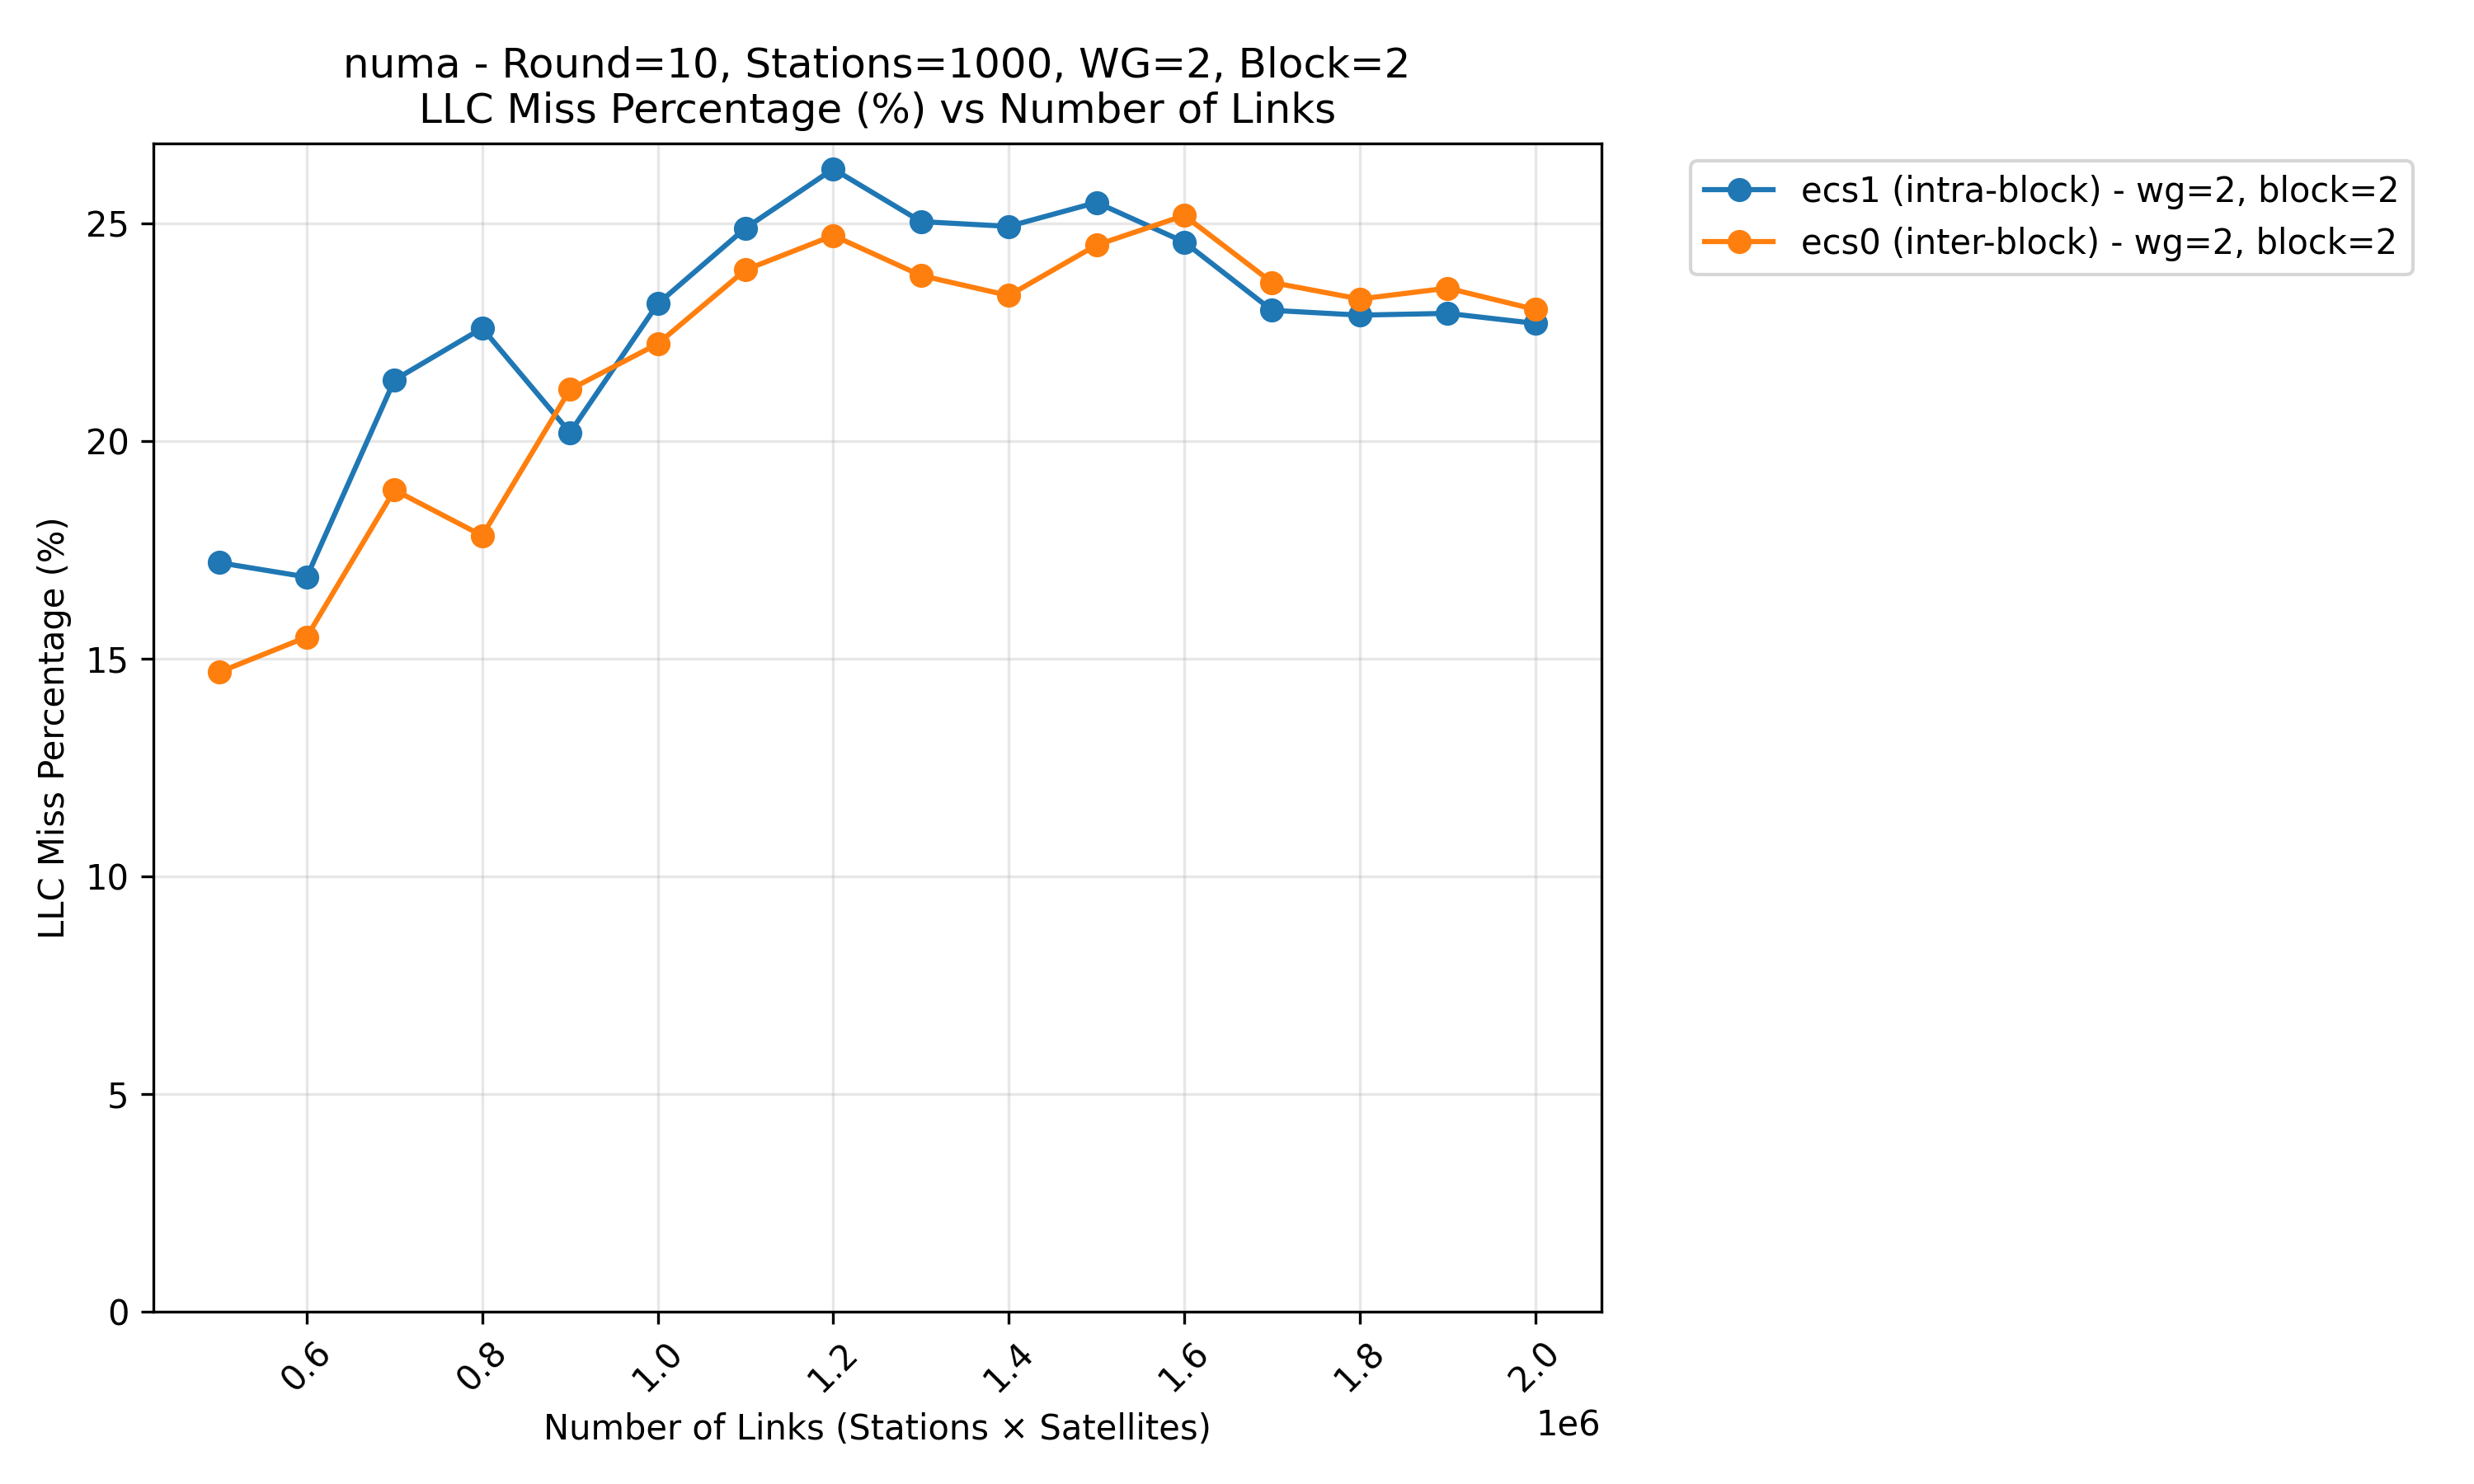 numa - Round=10, Stations=1000, WG=2, Block=2
LLC Miss Percentage (%) vs Number of Links
ecs1 (intra-block) - wg=2, block=2
ecs0 (inter-block) - wg=2, block=2
LLC Miss Percentage (%)
25
20
15
10
5
0
0.6
0.8
1.0
1.2
1.4
1.6
1.8
2.0
1e6
Number of Links (Stations × Satellites)